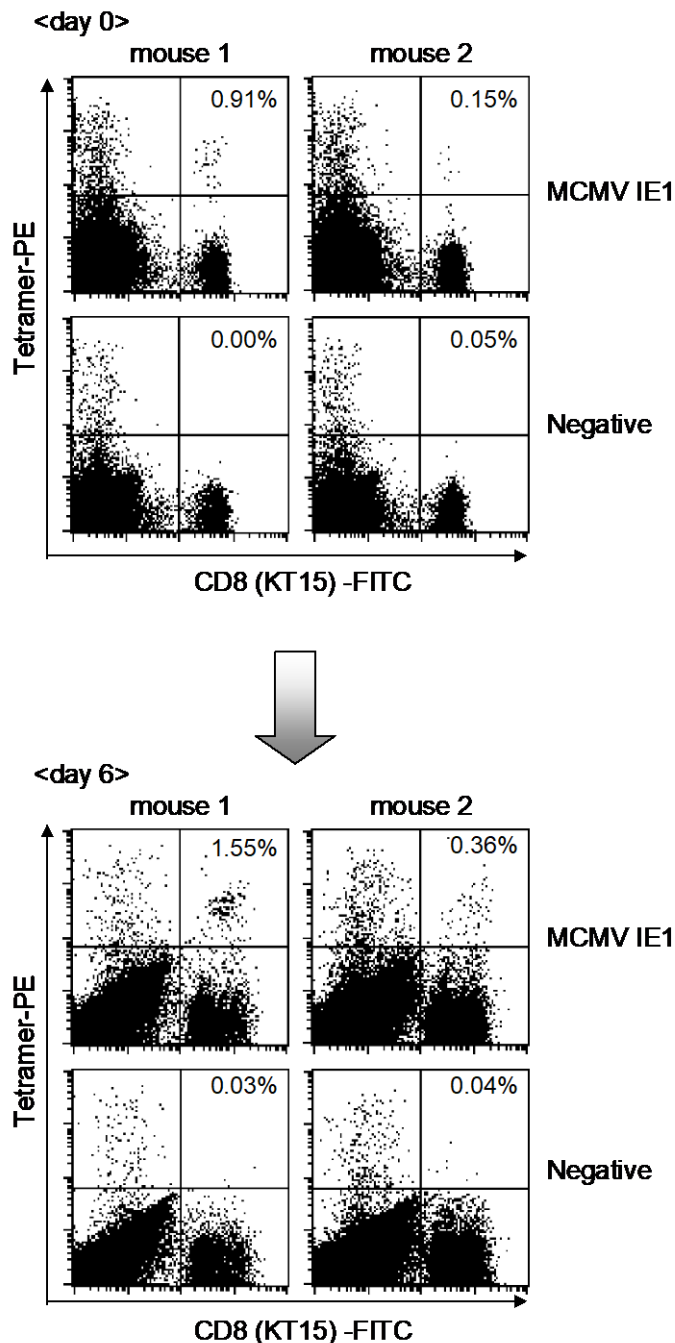 <day 0>
mouse 1 mouse 2
0.91% 0.15%
MCMV IE1
0.00% 0.05%
Negative
Tetramer-PE
CD8 (KT15) -FITC
<day 6>
mouse 1 mouse 2
1.55% 0.36%
MCMV IE1
0.03% 0.04%
Negative
Tetramer-PE
CD8 (KT15) -FITC